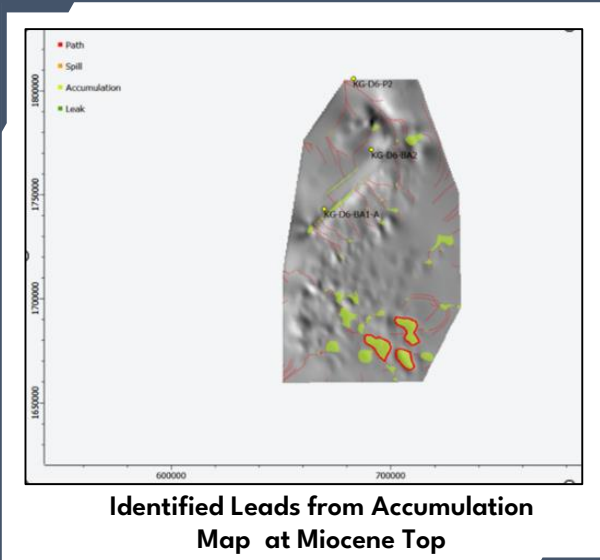 Path
Spill
Accumulation
Leak
KG-D6-P2
KG-D6-BA2
KG-D6-BA1-A
1800000
1750000
1700000
1650000
600000
700000
Identified Leads from Accumulation
Map at Miocene Top